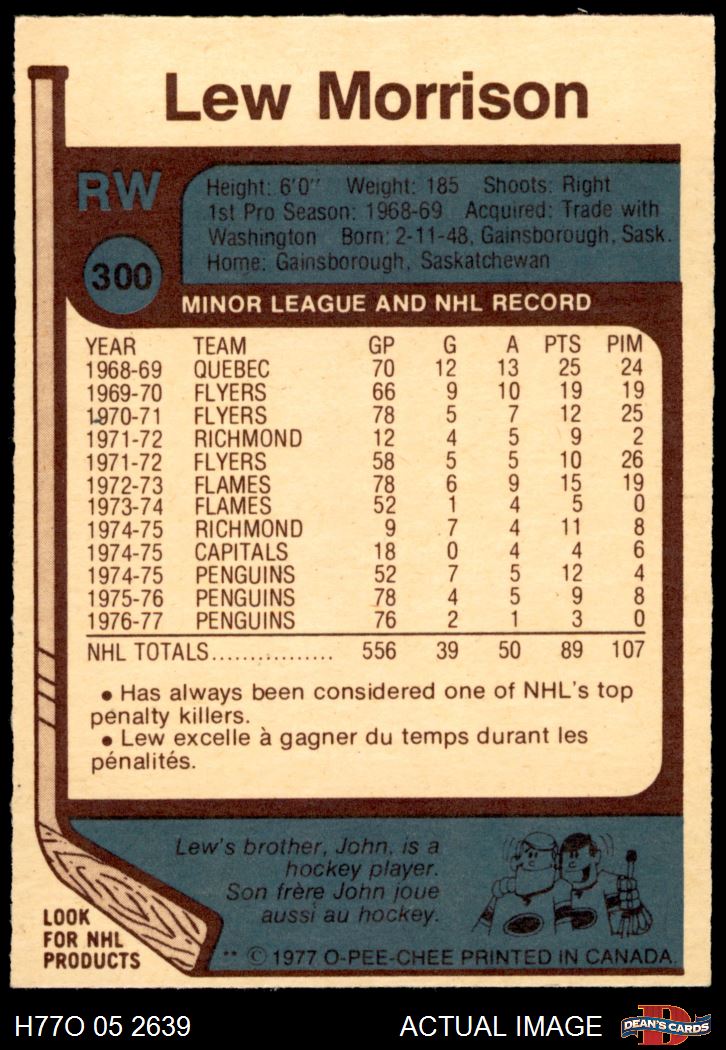 Lew Morrison
RW
Height: 6'0" Weight: 185 Shoots: Right
1st Pro Season: 1968-69 Acquired: Trade with
Washington Born: 2-11-48, Gainsborough, Sask.
Home: Gainsborough, Saskatchewan
300
MINOR LEAGUE AND NHL RECORD
YEAR TEAM GP G A PTS PIM
1968-69 QUEBEC 70 12 13 25 24
1969-70 FLYERS 66 9 10 19 19
1970-71 FLYERS 78 5 7 12 25
1971-72 RICHMOND 12 4 5 9 2
1971-72 FLYERS 58 5 5 10 26
1972-73 FLAMES 78 6 9 15 19
1973-74 FLAMES 52 1 4 5 0
1974-75 RICHMOND 9 7 4 11 8
1974-75 CAPITALS 18 0 4 4 6
1974-75 PENGUINS 52 7 5 12 4
1975-76 PENGUINS 78 4 5 9 8
1976-77 PENGUINS 76 2 1 3 0
NHL TOTALS................ 556 39 50 89 107
• Has always been considered one of NHL's top
penalty killers.
• Lew excelle à gagner du temps durant les
pénalités.
Lew's brother, John, is a
hockey player.
Son frère John joue
aussi au hockey.
LOOK
FOR NHL
PRODUCTS
** © 1977 O-PEE-CHEE PRINTED IN CANADA
H77O 05 2639 ACTUAL IMAGE
D
DEAN'S CARDS